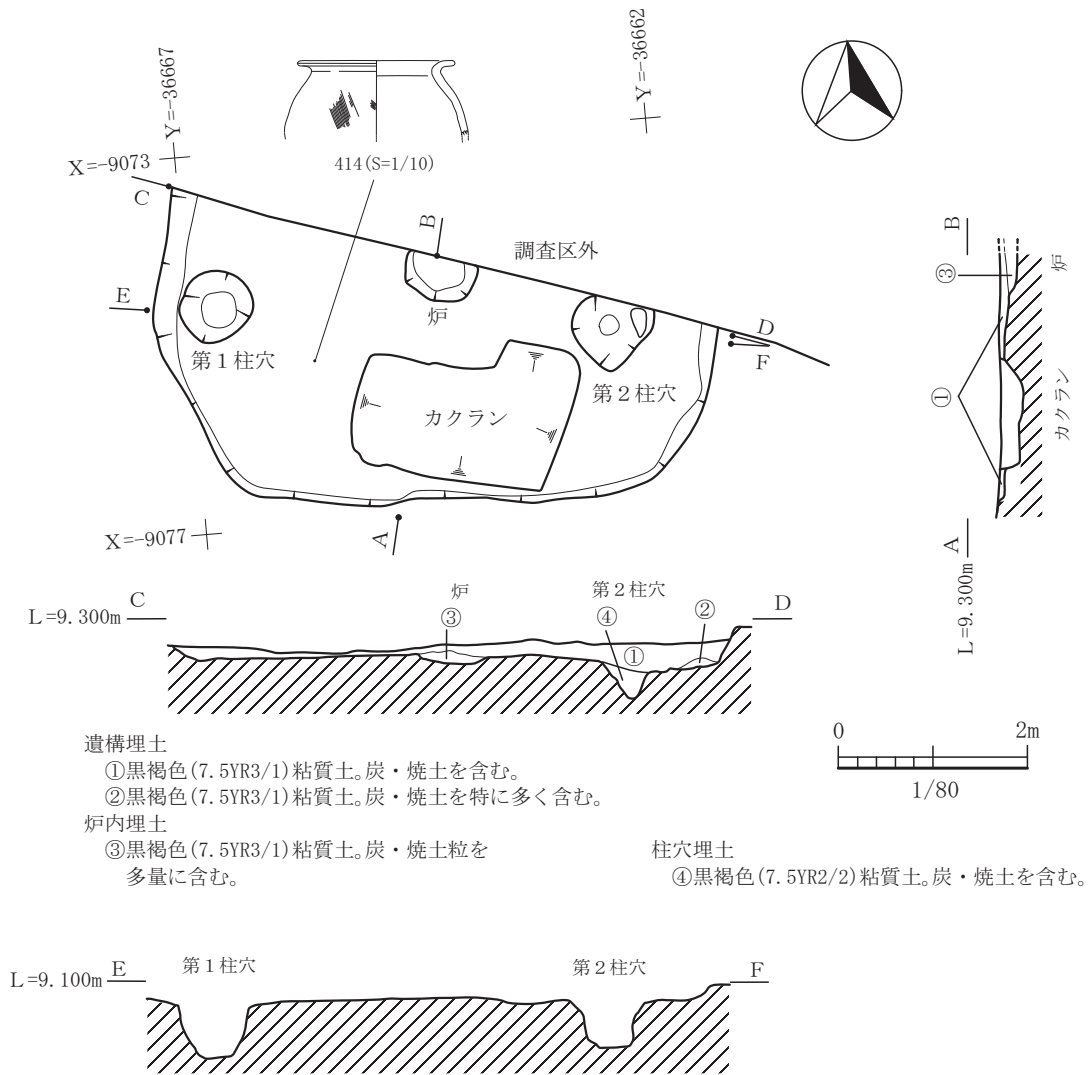 Y=-36667
Y=-36662
X=-9073
414(S=1/10)
C
B
調査区外
E
炉
D
F
第1柱穴
第2柱穴
カクラン
X=-9077
A
B
③
炉
①
カクラン
A
L=9.300m
L=9.300m
C
炉
③
第2柱穴
④
①
②
D
遺構埋土
①黒褐色(7.5YR3/1)粘質土。炭・焼土を含む。
②黒褐色(7.5YR3/1)粘質土。炭・焼土を特に多く含む。
炉内埋土
③黒褐色(7.5YR3/1)粘質土。炭・焼土粒を
多量に含む。
0
2m
1/80
柱穴埋土
④黒褐色(7.5YR2/2)粘質土。炭・焼土を含む。
L=9.100m
E
第1柱穴
第2柱穴
F